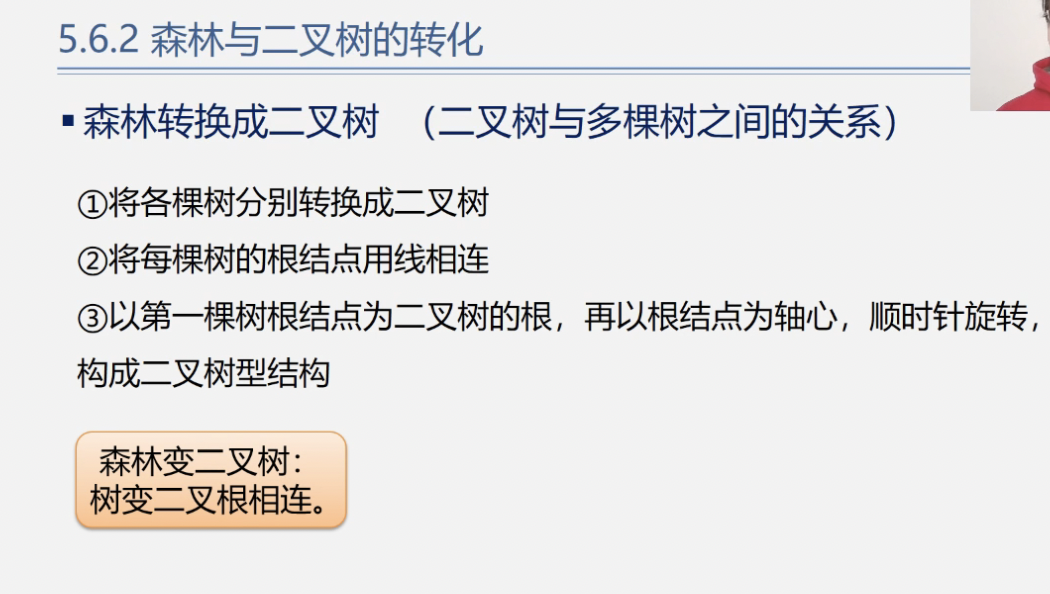 5.6.2 森林与二叉树的转化
▪森林转换成二叉树 （二叉树与多棵树之间的关系）
①将各棵树分别转换成二叉树
②将每棵树的根结点用线相连
③以第一棵树根结点为二叉树的根，再以根结点为轴心，顺时针旋转，
构成二叉树型结构
森林变二叉树：
树变二叉根相连。